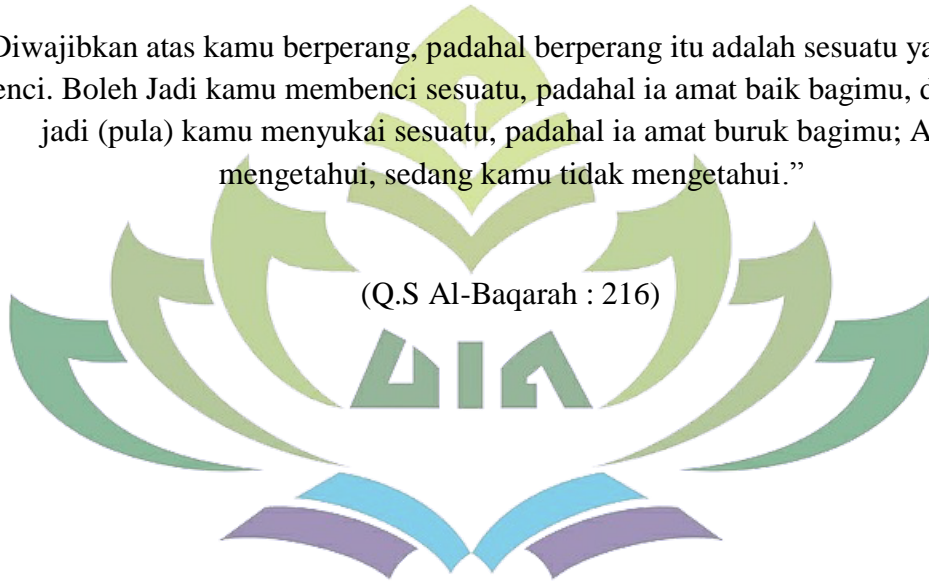 Diwajibkan atas kamu berperang, padahal berperang itu adalah sesuatu ya
enci. Boleh Jadi kamu membenci sesuatu, padahal ia amat baik bagimu, d
jadi (pula) kamu menyukai sesuatu, padahal ia amat buruk bagimu; A
mengetahui, sedang kamu tidak mengetahui.”
(Q.S Al-Baqarah : 216)
UIN